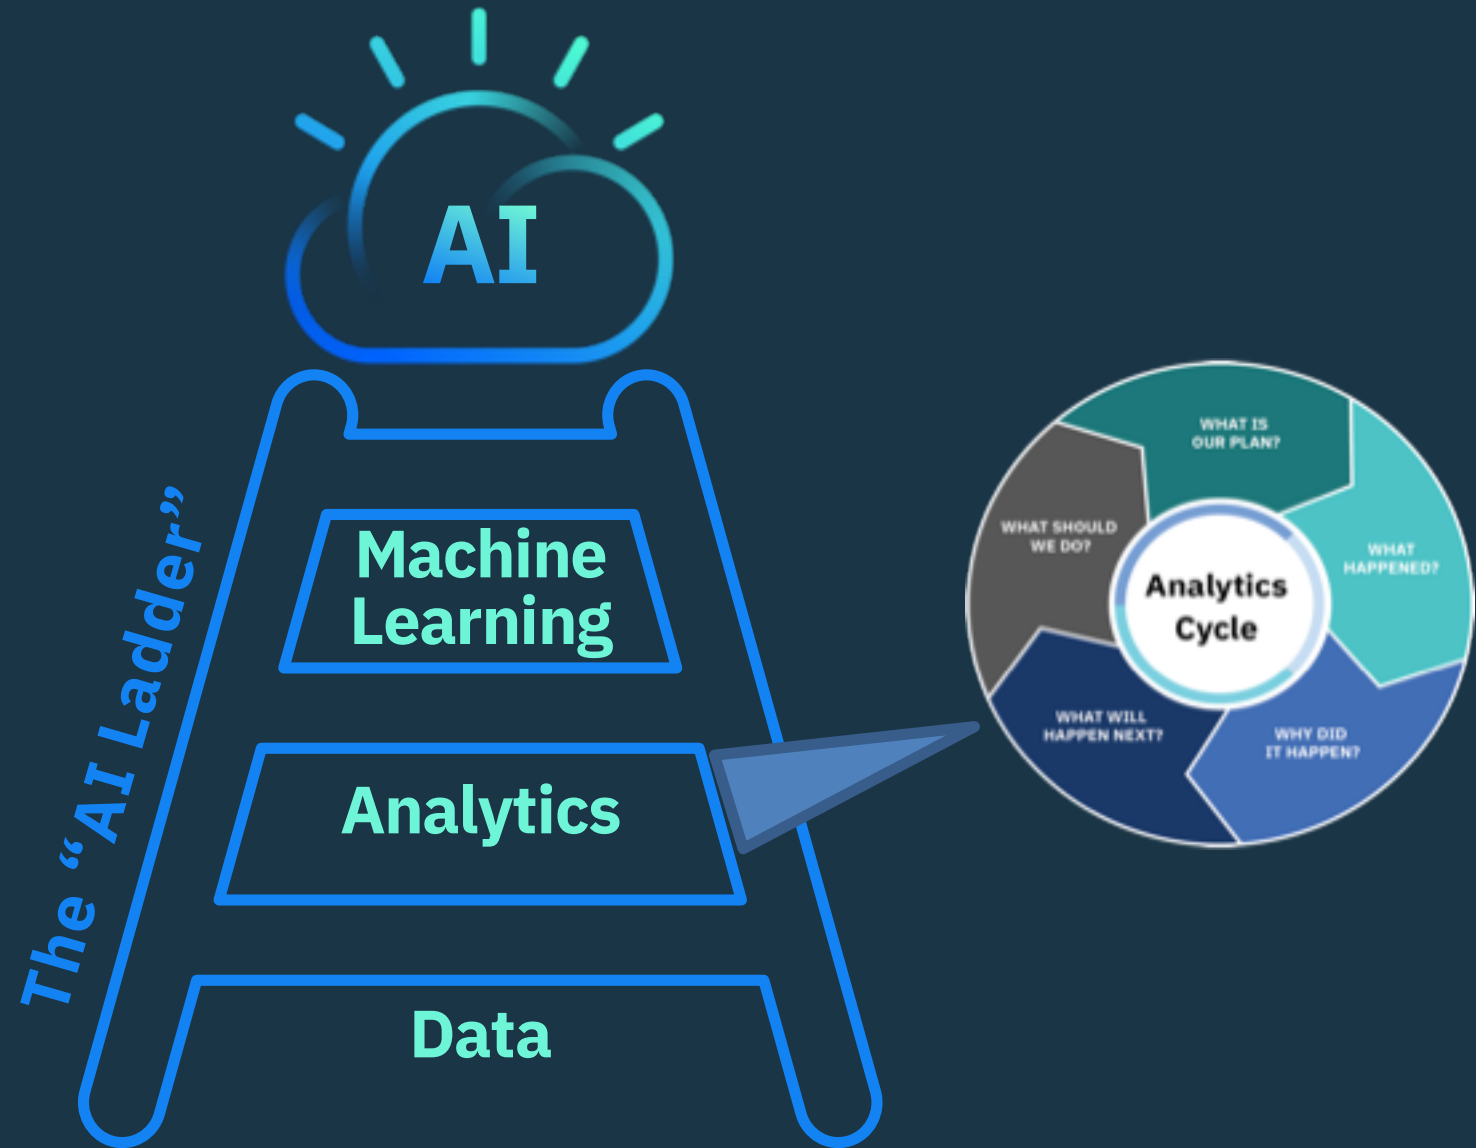 AI
The “AI Ladder”
Machine
Learning
Analytics
Data
WHAT IS
OUR PLAN?
WHAT
HAPPENED?
WHY DID
IT HAPPEN?
WHAT WILL
HAPPEN NEXT?
WHAT SHOULD
WE DO?
Analytics
Cycle